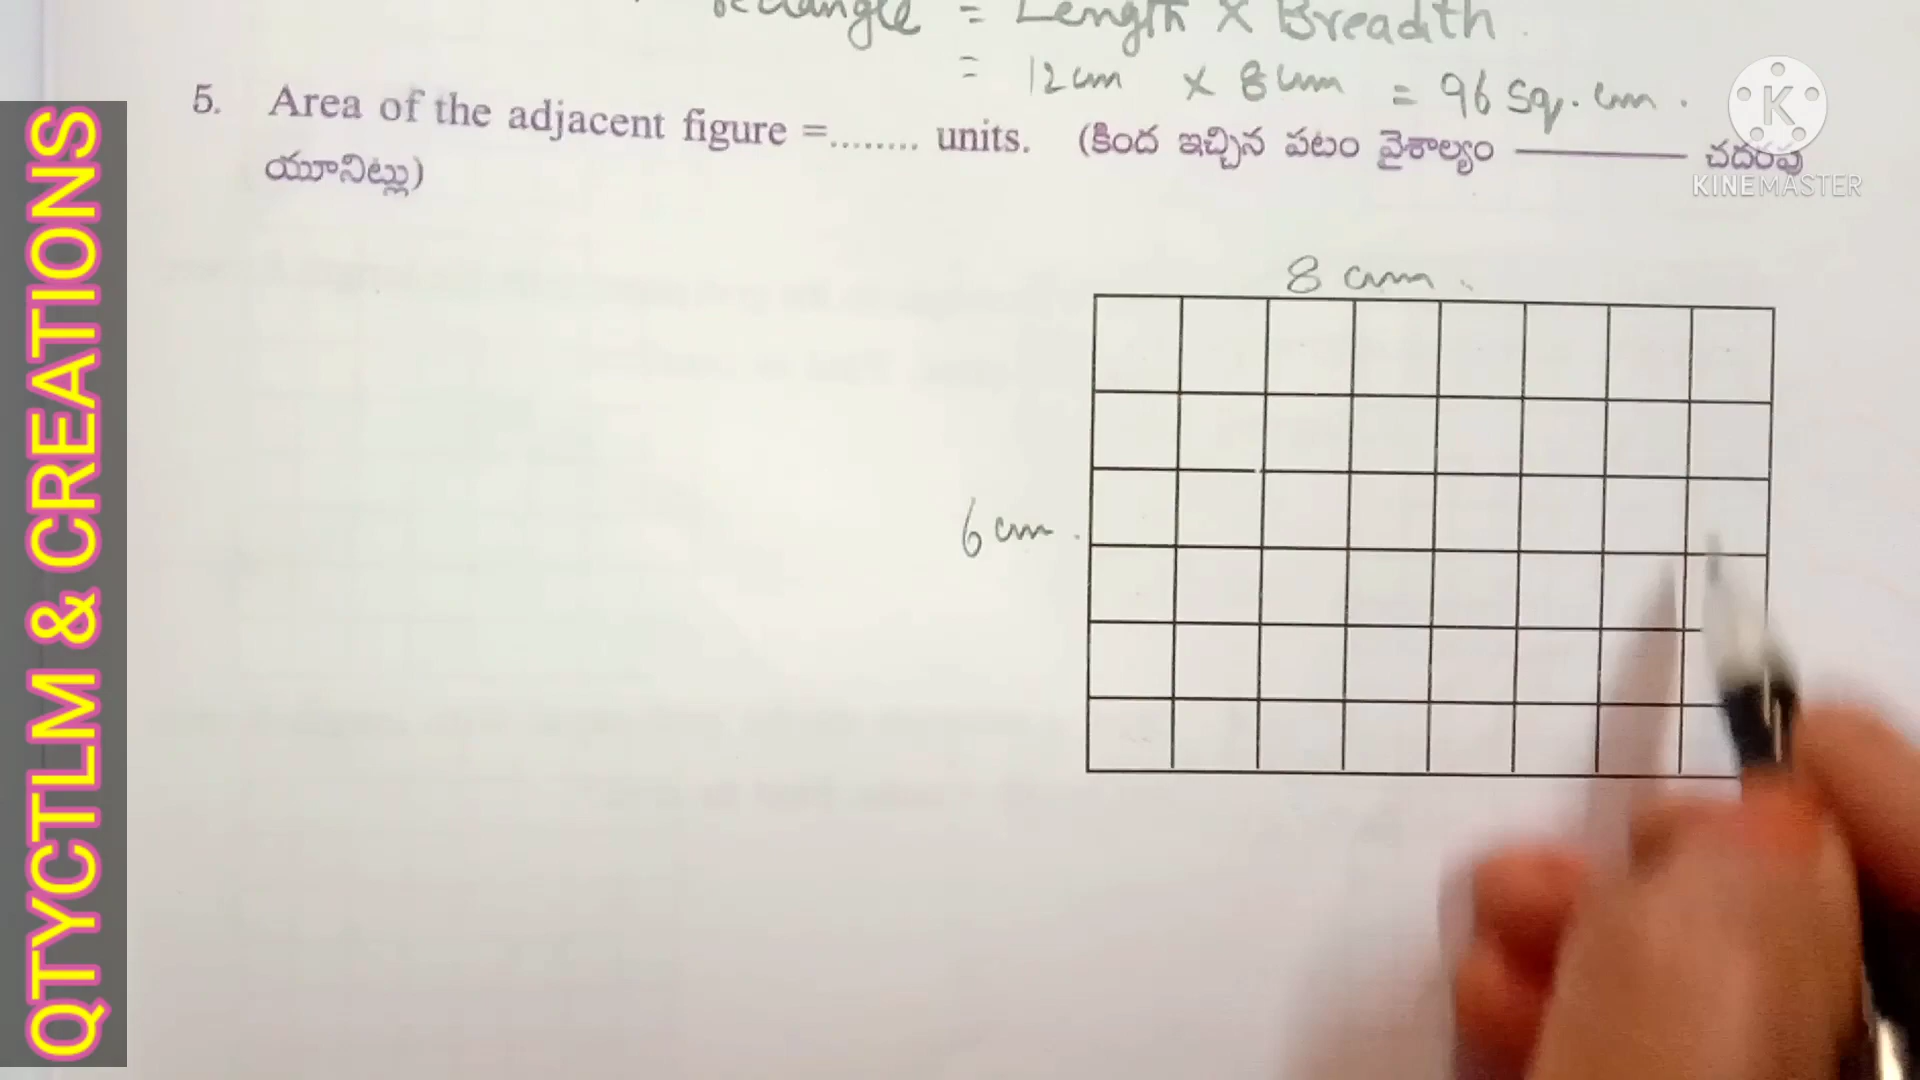 Rectangle = Length X Breadth.
= 12cm X 8cm = 96 Sq. cm.
5. Area of the adjacent figure =........ units. (కింద ఇచ్చిన పటం వైశాల్యం ———— చదరపు
యూనిట్లు)
K
KINEMASTER
8 cm.
6 cm.
QTYCTLM & CREATIONS